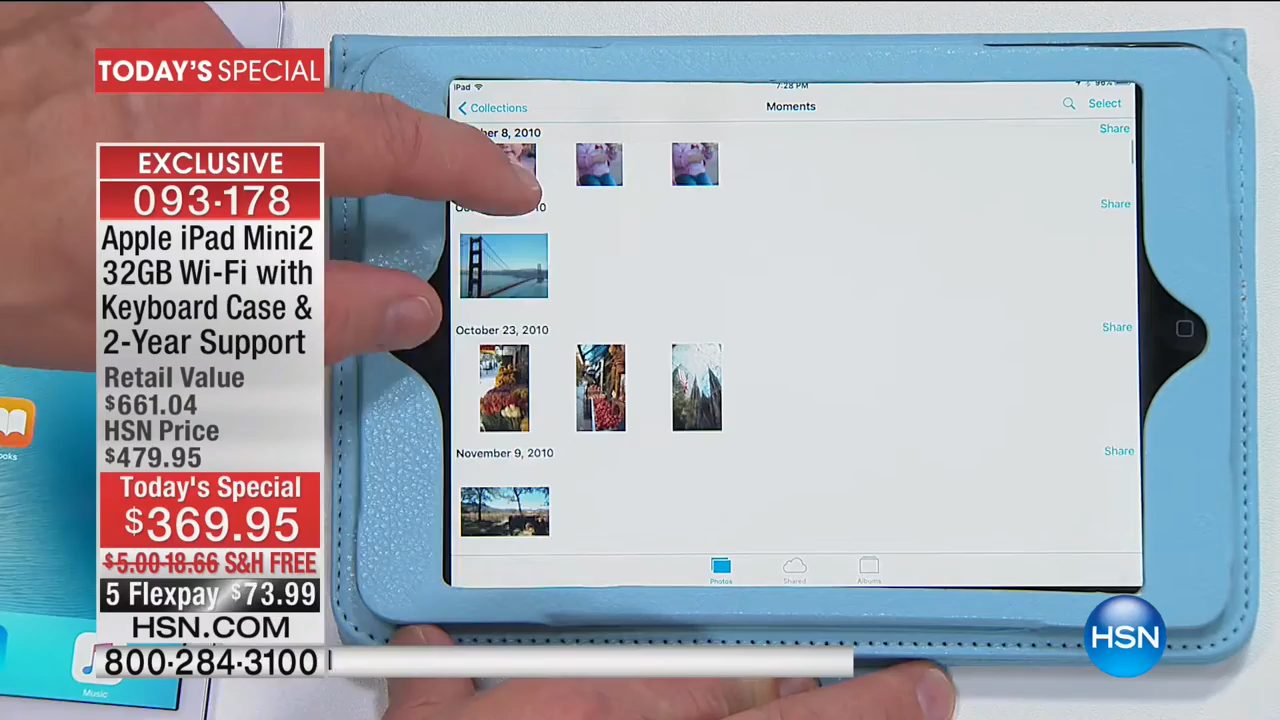 TODAY'S SPECIAL
EXCLUSIVE
093-178
Apple iPad Mini2
32GB Wi-Fi with
Keyboard Case &
2-Year Support
Retail Value
$661.04
HSN Price
$479.95
Today's Special
$369.95
$5.00-18.66 S&H FREE
5 Flexpay $73.99
HSN.COM
800-284-3100
iPad
7:28 PM
96%
Collections
Moments
Select
ber 8, 2010
Share
10
Share
October 23, 2010
Share
November 9, 2010
Share
Photos
Shared
Albums
ooks
Music
HSN